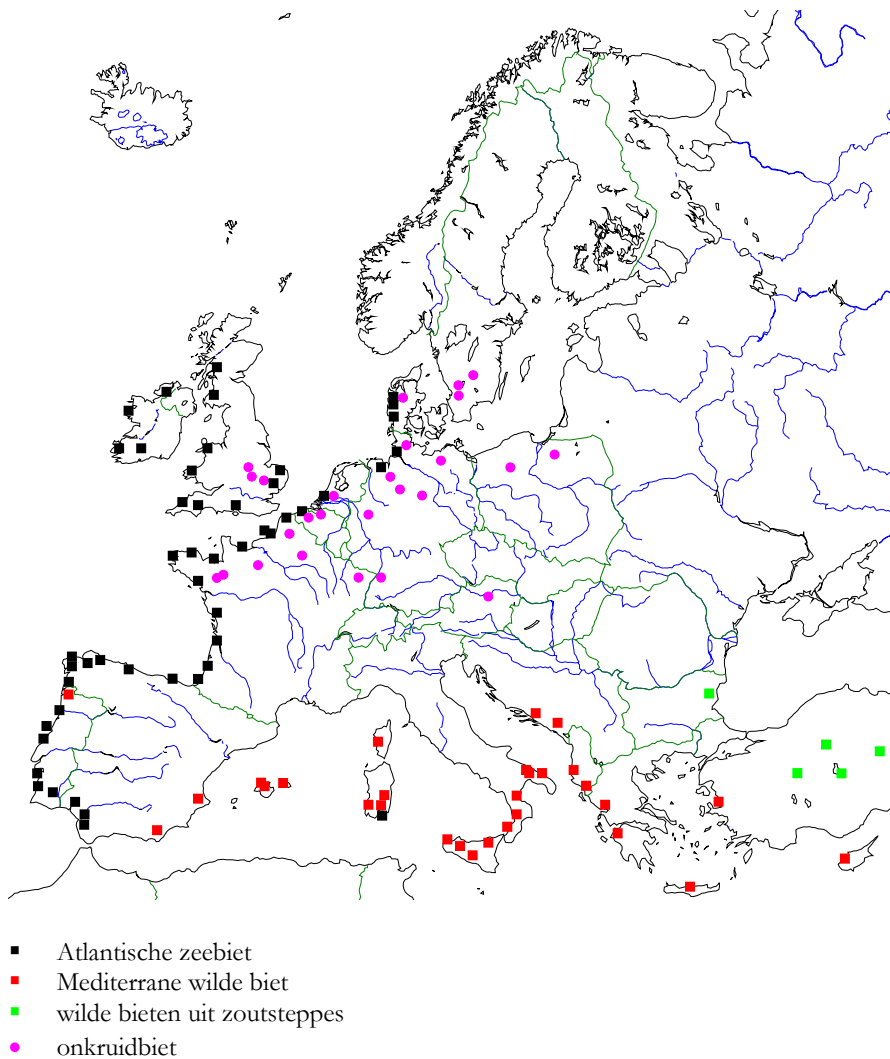 Atlantische zeebiet
Mediterrane wilde biet
wilde bieten uit zoutsteppes
onkruidbiet